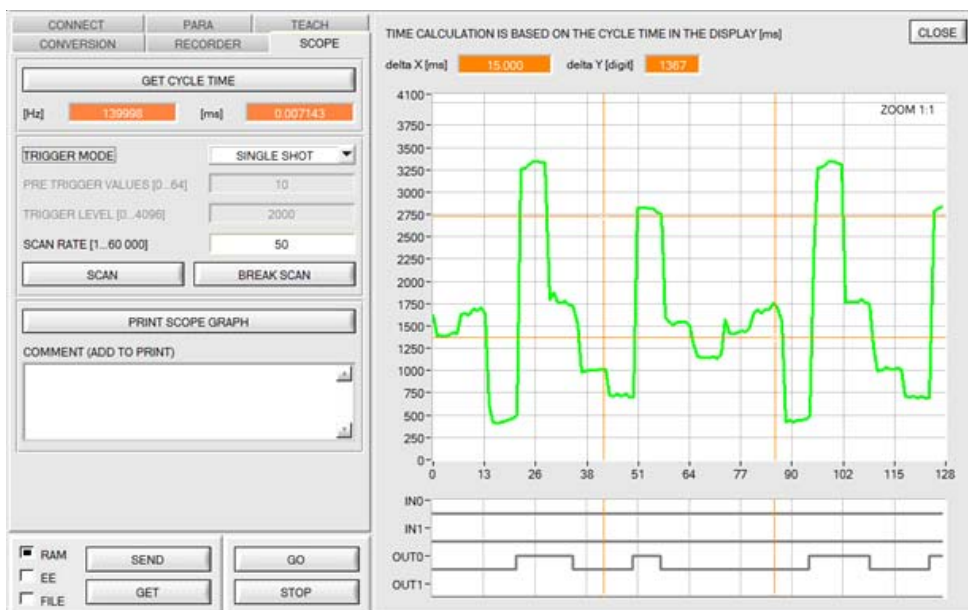 CONNECT PARA TEACH
CONVERSION RECORDER SCOPE
GET CYCLE TIME
[Hz] 139998 [ms] 0.007143
TRIGGER MODE SINGLE SHOT
PRE TRIGGER VALUES [0...64] 10
TRIGGER LEVEL [0...4096] 2000
SCAN RATE [1...60 000] 50
SCAN BREAK SCAN
PRINT SCOPE GRAPH
COMMENT (ADD TO PRINT)
RAM
EE
FILE
SEND GO
GET STOP
TIME CALCULATION IS BASED ON THE CYCLE TIME IN THE DISPLAY [ms]
CLOSE
delta X [ms] 15.000 delta Y [digit] 1367
ZOOM 1:1
4100
3750
3500
3250
3000
2750
2500
2250
2000
1750
1500
1250
1000
750
500
250
0
0 13 26 38 51 64 77 90 102 115 128
IN0
IN1
OUT0
OUT1